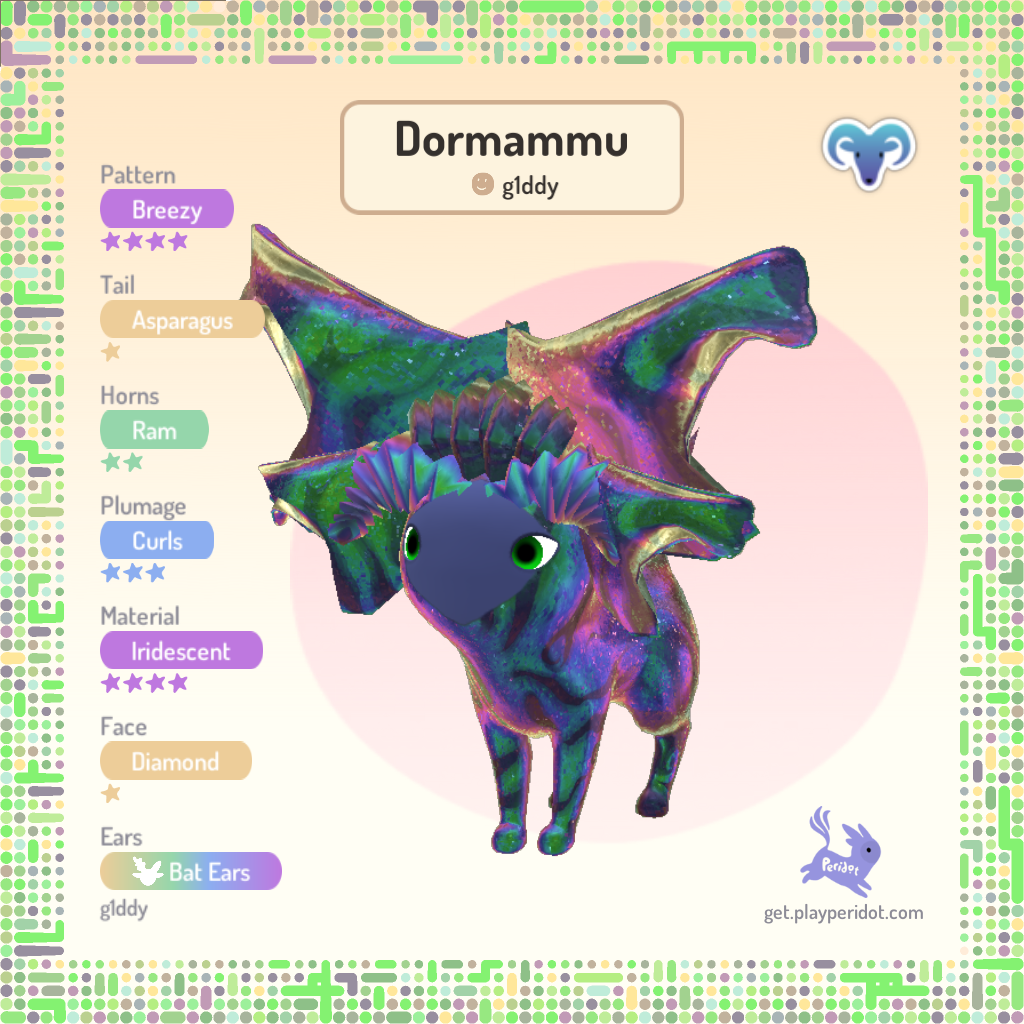 Dormammu
g1ddy
Pattern
Breezy
Tail
Asparagus
Horns
Ram
Plumage
Curls
Material
Iridescent
Face
Diamond
Ears
Bat Ears
g1ddy
Peridot
get.playperidot.com